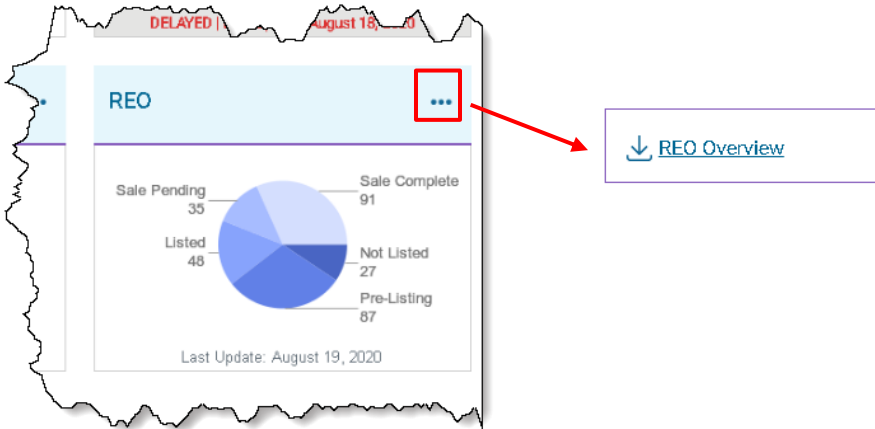 DELAYED |
August 18, 2020
REO
•••
REO Overview
Sale Pending
35
Sale Complete
91
Listed
48
Not Listed
27
Pre-Listing
87
Last Update: August 19, 2020